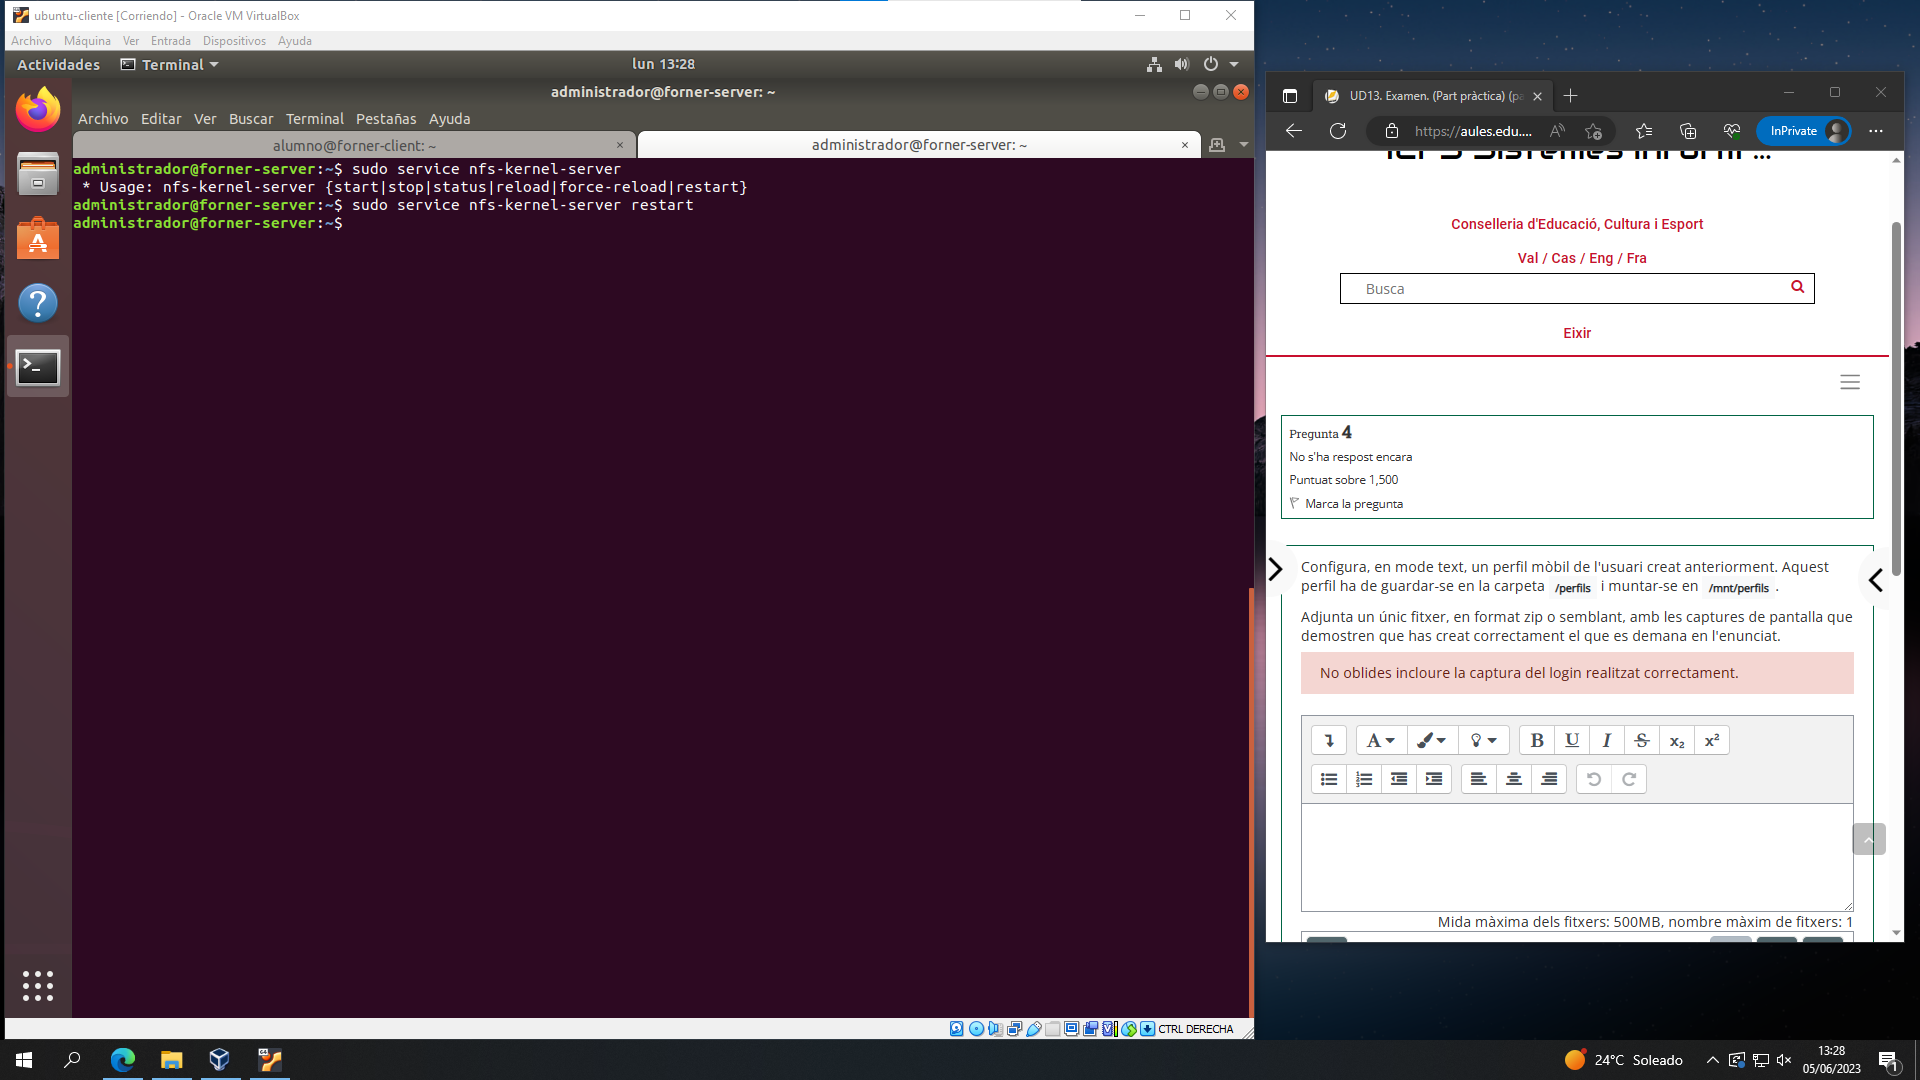 ubuntu-cliente [Corriendo] - Oracle VM VirtualBox
Archivo Máquina Ver Entrada Dispositivos Ayuda
Actividades Terminal lun 13:28
administrador@forner-server: ~
Archivo Editar Ver Buscar Terminal Pestañas Ayuda
alumno@forner-client: ~ × administrador@forner-server: ~ ×
administrador@forner-server:~$ sudo service nfs-kernel-server
 * Usage: nfs-kernel-server {start|stop|status|reload|force-reload|restart}
administrador@forner-server:~$ sudo service nfs-kernel-server restart
administrador@forner-server:~$
CTRL DERECHA
UD13. Examen. (Part pràctica) (pa
https://aules.edu.... InPrivate
Conselleria d'Educació, Cultura i Esport
Val / Cas / Eng / Fra
Busca
Eixir
Pregunta 4
No s'ha respost encara
Puntuat sobre 1,500
Marca la pregunta
Configura, en mode text, un perfil mòbil de l'usuari creat anteriorment. Aquest
perfil ha de guardar-se en la carpeta /perfils i muntar-se en /mnt/perfils .
Adjunta un únic fitxer, en format zip o semblant, amb les captures de pantalla que
demostren que has creat correctament el que es demana en l'enunciat.
No oblides incloure la captura del login realitzat correctament.
A B U I S x₂ x²
Mida màxima dels fitxers: 500MB, nombre màxim de fitxers: 1
24°C Soleado
13:28
05/06/2023
1